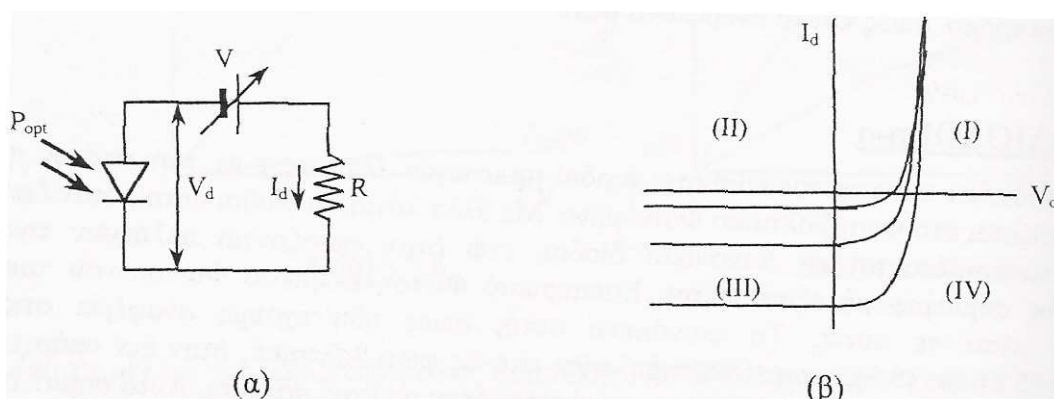 V
P_opt
V_d
I_d
R
(α)
I_d
(II)
(I)
V_d
(III)
(IV)
(β)